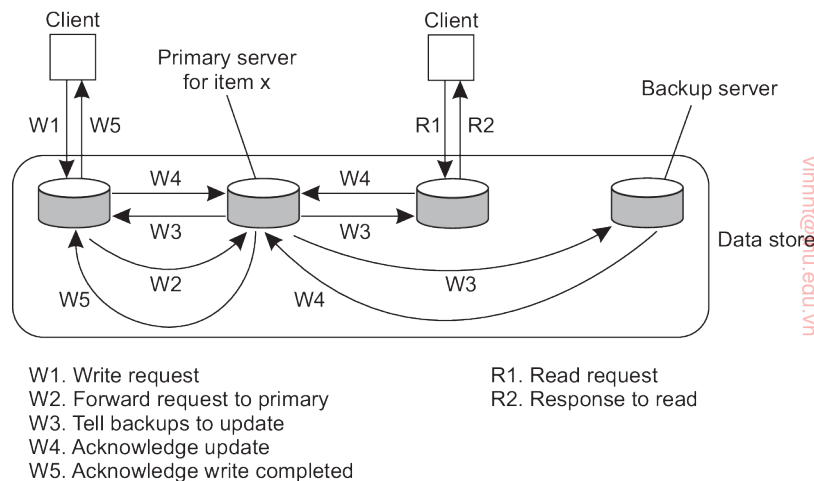 Client
Client
Primary server
for item x
Backup server
W1
W5
R1
R2
W4
W4
W3
W3
Data store
W5
W2
W4
W3
W1. Write request
W2. Forward request to primary
W3. Tell backups to update
W4. Acknowledge update
W5. Acknowledge write completed
R1. Read request
R2. Response to read